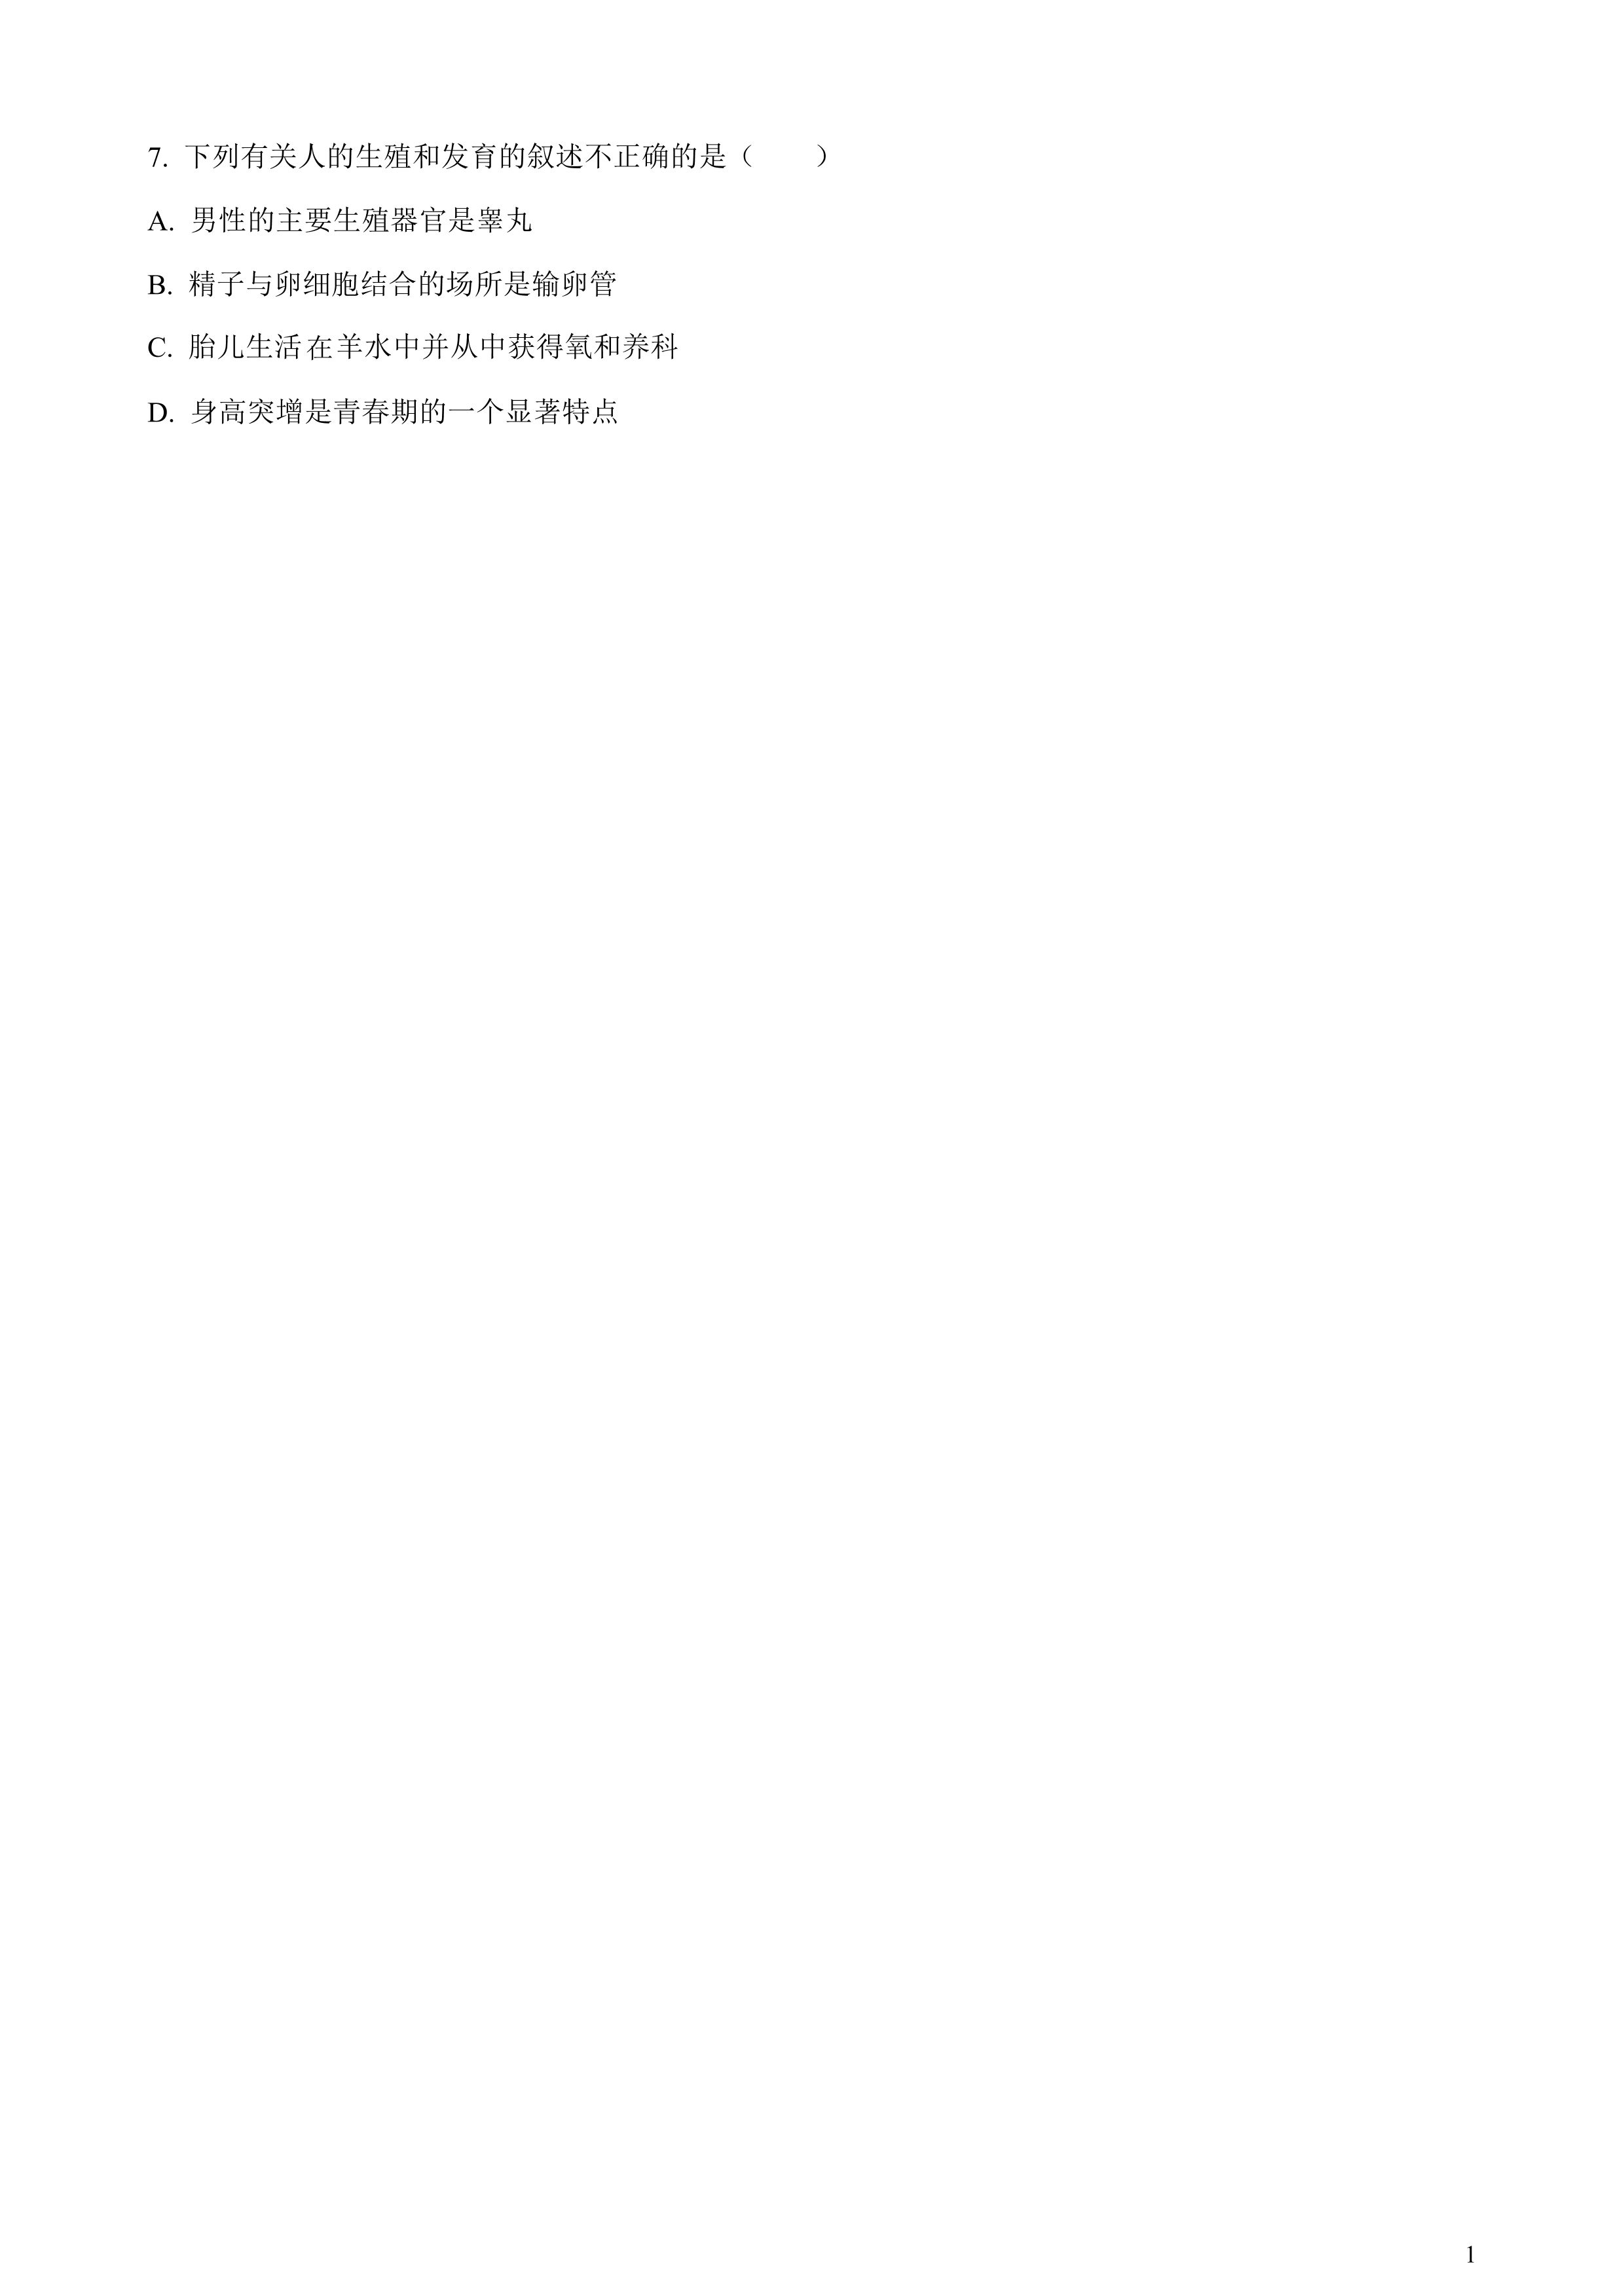 7. 下列有关人的生殖和发育的叙述不正确的是（　　）
A. 男性的主要生殖器官是睾丸
B. 精子与卵细胞结合的场所是输卵管
C. 胎儿生活在羊水中并从中获得氧和养科
D. 身高突增是青春期的一个显著特点
1